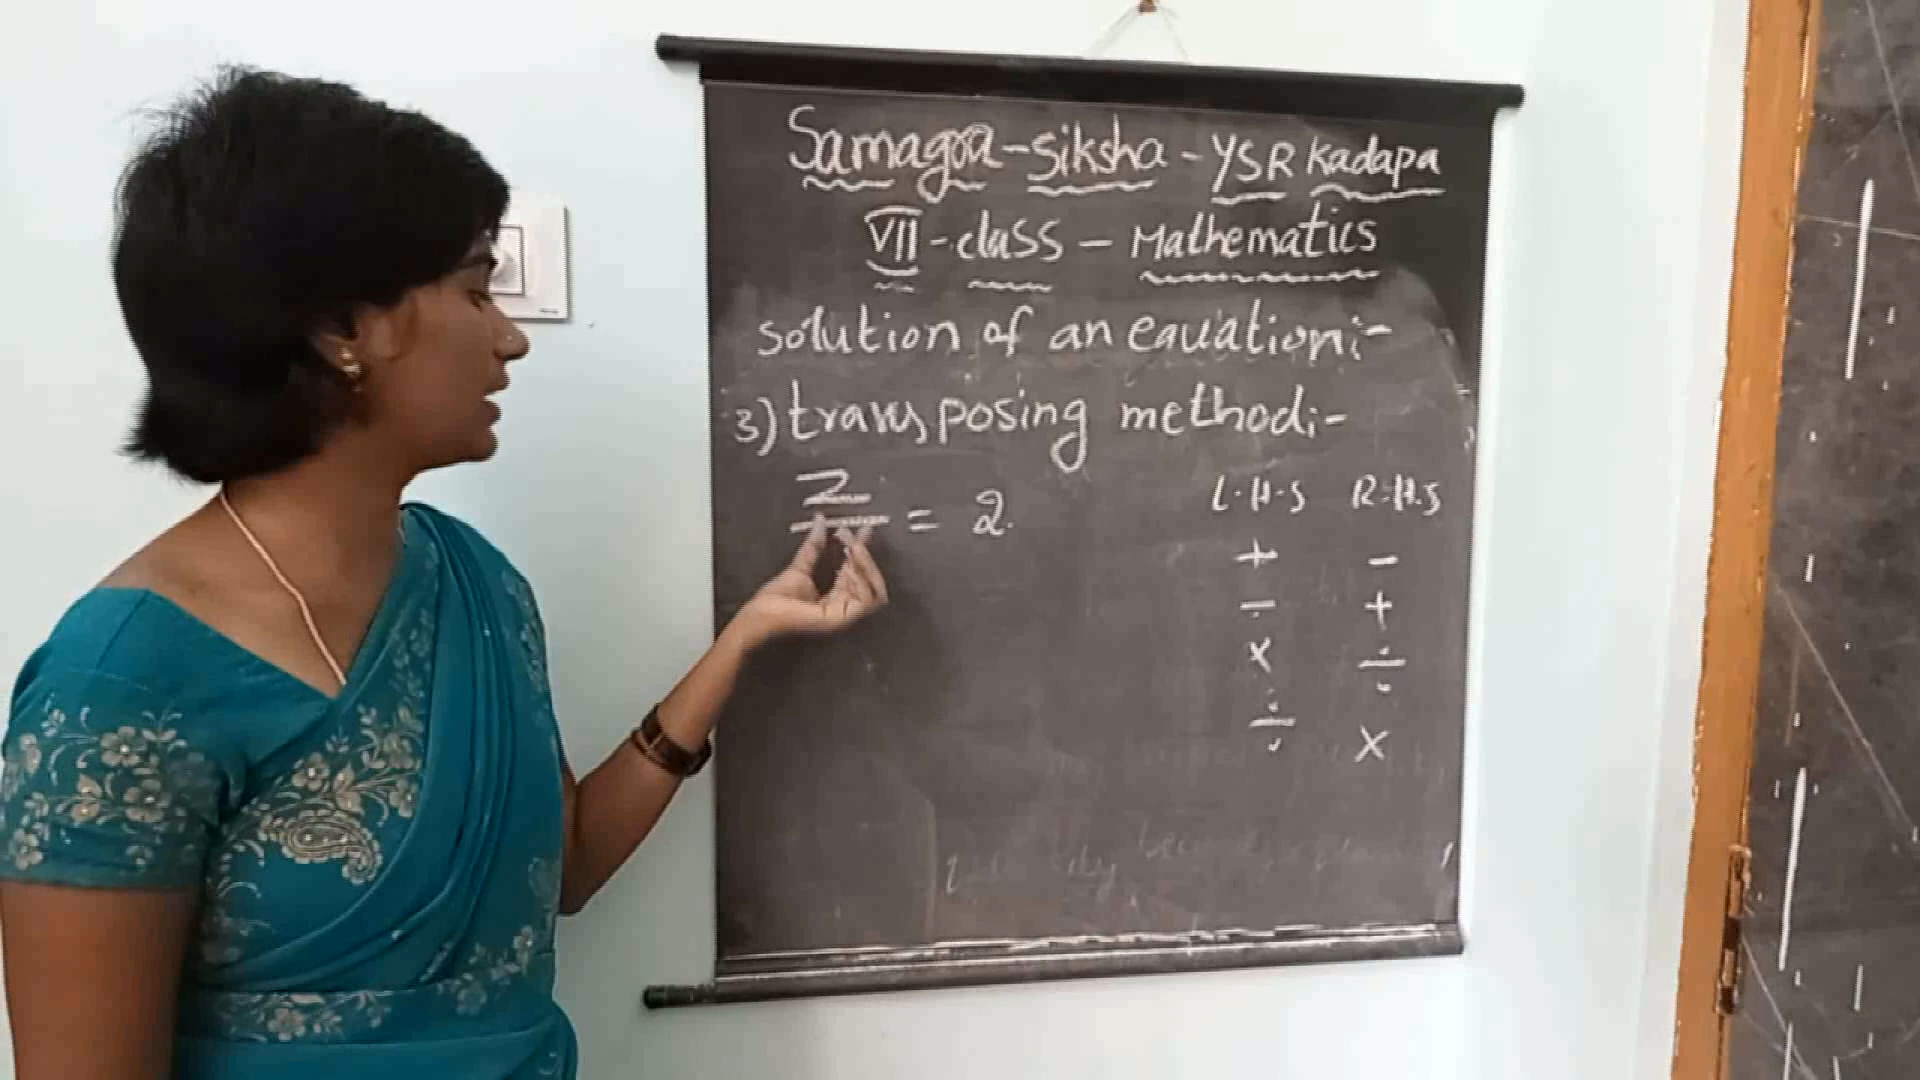 Samagra-siksha - YSR Kadapa
VII - class - Mathematics
solution of an eauation:-
3) transposing method:-
Z = 2.
L.H.S R.H.S
+ -
- +
× ÷
÷ ×